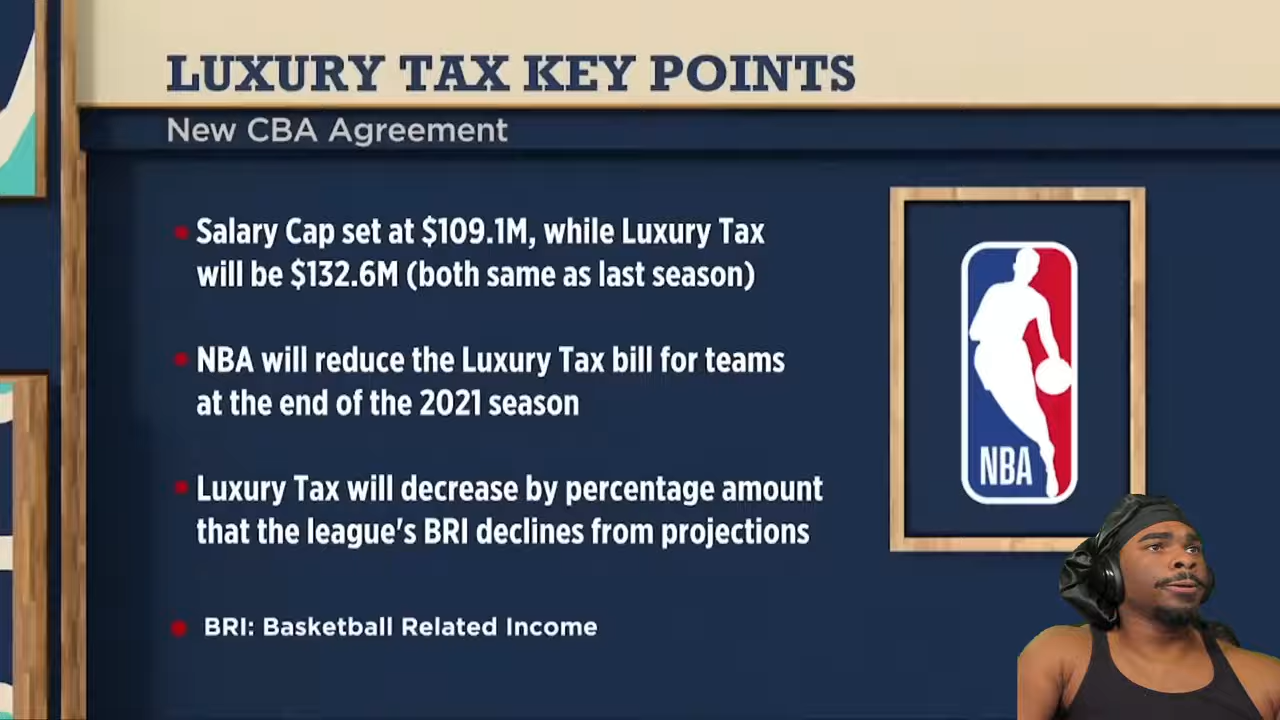 LUXURY TAX KEY POINTS
New CBA Agreement
Salary Cap set at $109.1M, while Luxury Tax
will be $132.6M (both same as last season)
NBA will reduce the Luxury Tax bill for teams
at the end of the 2021 season
Luxury Tax will decrease by percentage amount
that the league's BRI declines from projections
BRI: Basketball Related Income
NBA